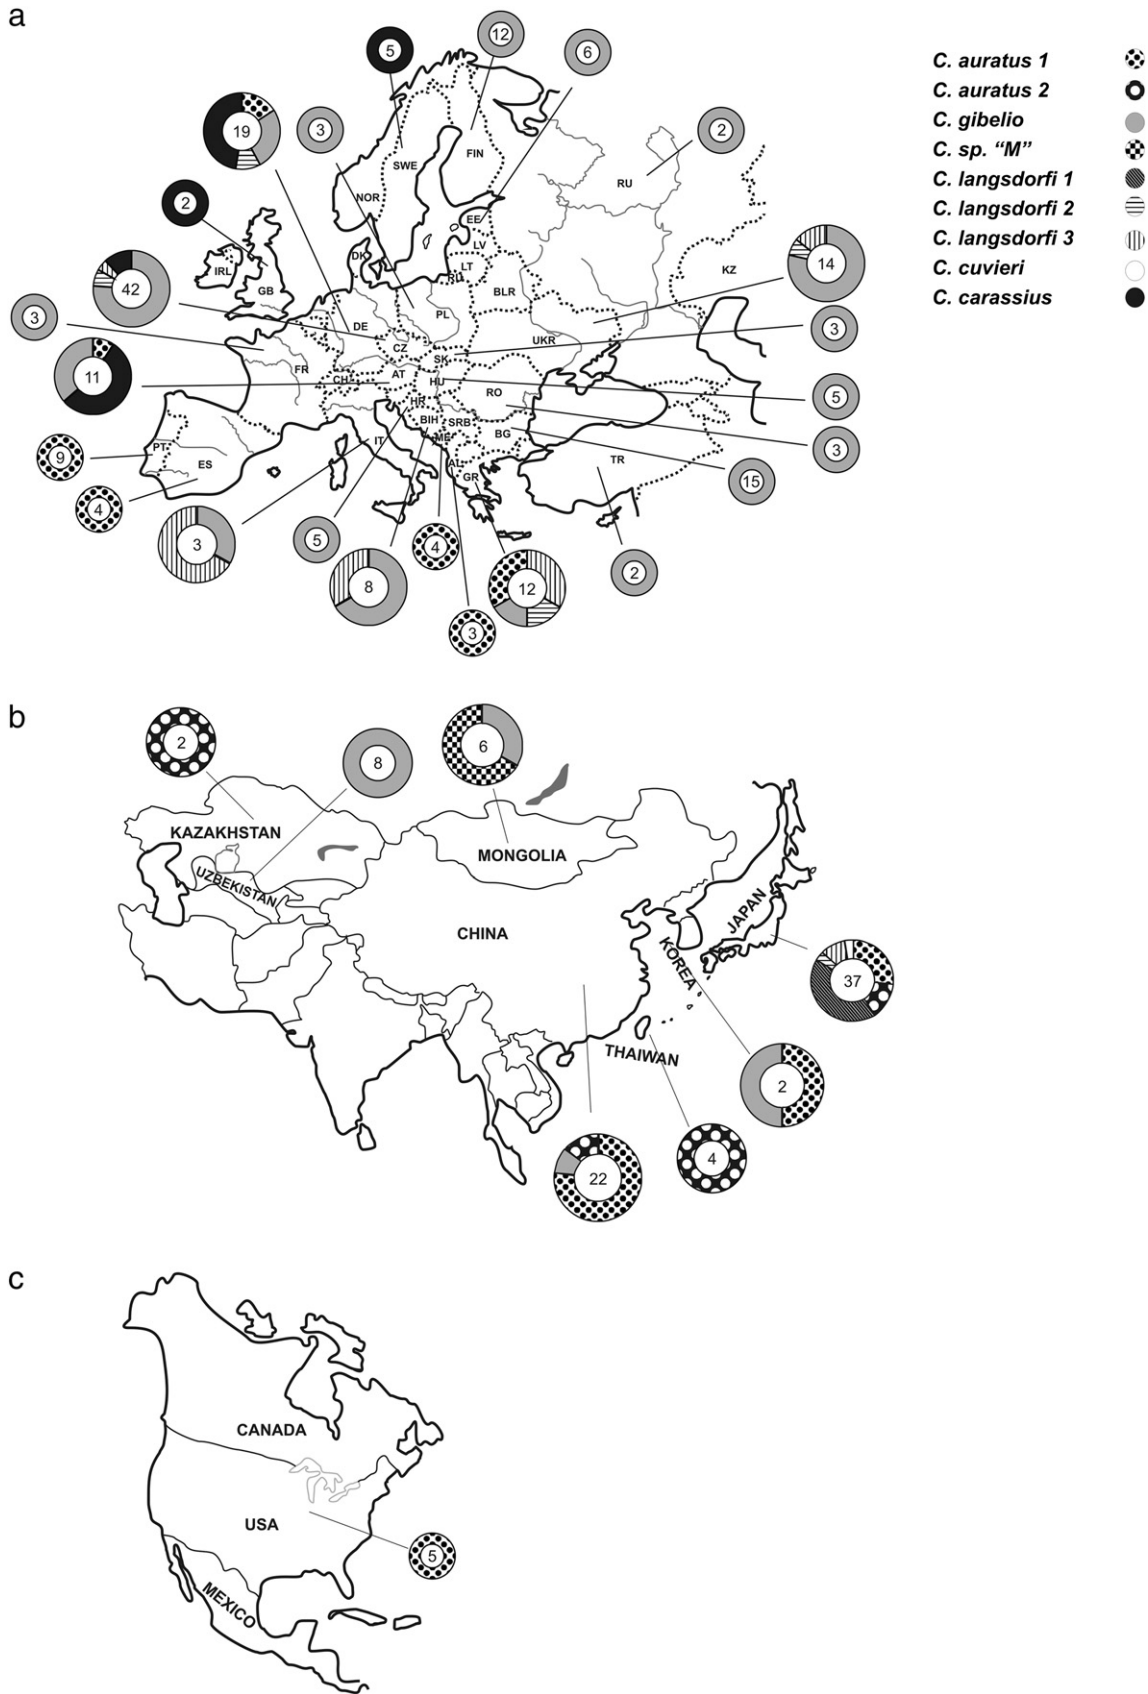 a
C. auratus 1
C. auratus 2
C. gibelio
C. sp. “M”
C. langsdorfi 1
C. langsdorfi 2
C. langsdorfi 3
C. cuvieri
C. carassius
5
12
6
19
3
2
2
42
14
3
3
11
5
3
9
15
4
3
5
8
4
12
2
3
SWE
FIN
NOR
RU
EE
LV
LT
RU
DK
IRL
GB
BLR
KZ
DE
PL
CZ
UKR
SK
FR
CH
AT
HU
RO
HR
BIH
SRB
BG
ME
IT
AL
GR
TR
PT
ES
b
2
8
6
KAZAKHSTAN
UZBEKISTAN
MONGOLIA
CHINA
KOREA
JAPAN
37
THAIWAN
2
4
22
c
CANADA
USA
5
MEXICO